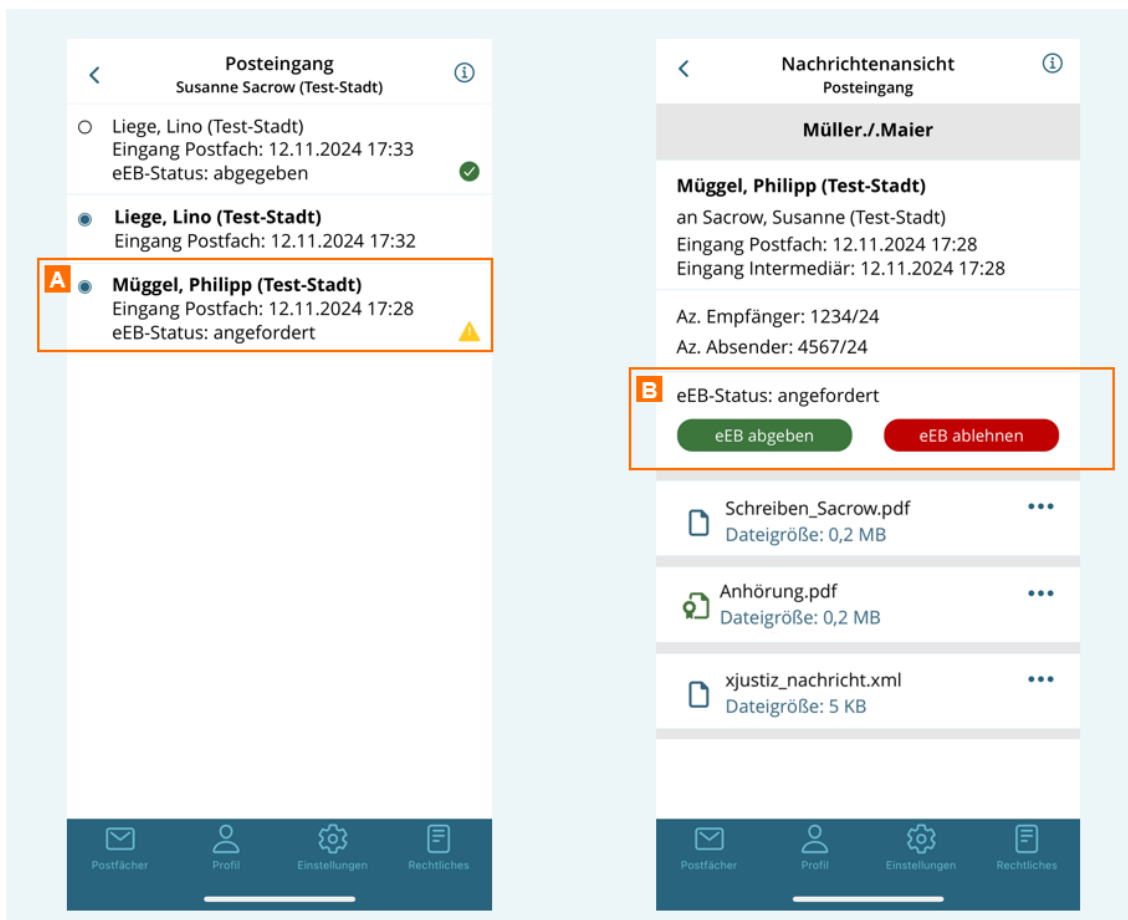 Posteingang
Susanne Sacrow (Test-Stadt)
Liege, Lino (Test-Stadt)
Eingang Postfach: 12.11.2024 17:33
eEB-Status: abgegeben
Liege, Lino (Test-Stadt)
Eingang Postfach: 12.11.2024 17:32
A
Müggel, Philipp (Test-Stadt)
Eingang Postfach: 12.11.2024 17:28
eEB-Status: angefordert
Postfächer Profil Einstellungen Rechtliches
Nachrichtenansicht
Posteingang
Müller./.Maier
Müggel, Philipp (Test-Stadt)
an Sacrow, Susanne (Test-Stadt)
Eingang Postfach: 12.11.2024 17:28
Eingang Intermediär: 12.11.2024 17:28
Az. Empfänger: 1234/24
Az. Absender: 4567/24
B
eEB-Status: angefordert
eEB abgeben eEB ablehnen
Schreiben_Sacrow.pdf
Dateigröße: 0,2 MB
Anhörung.pdf
Dateigröße: 0,2 MB
xjustiz_nachricht.xml
Dateigröße: 5 KB
Postfächer Profil Einstellungen Rechtliches